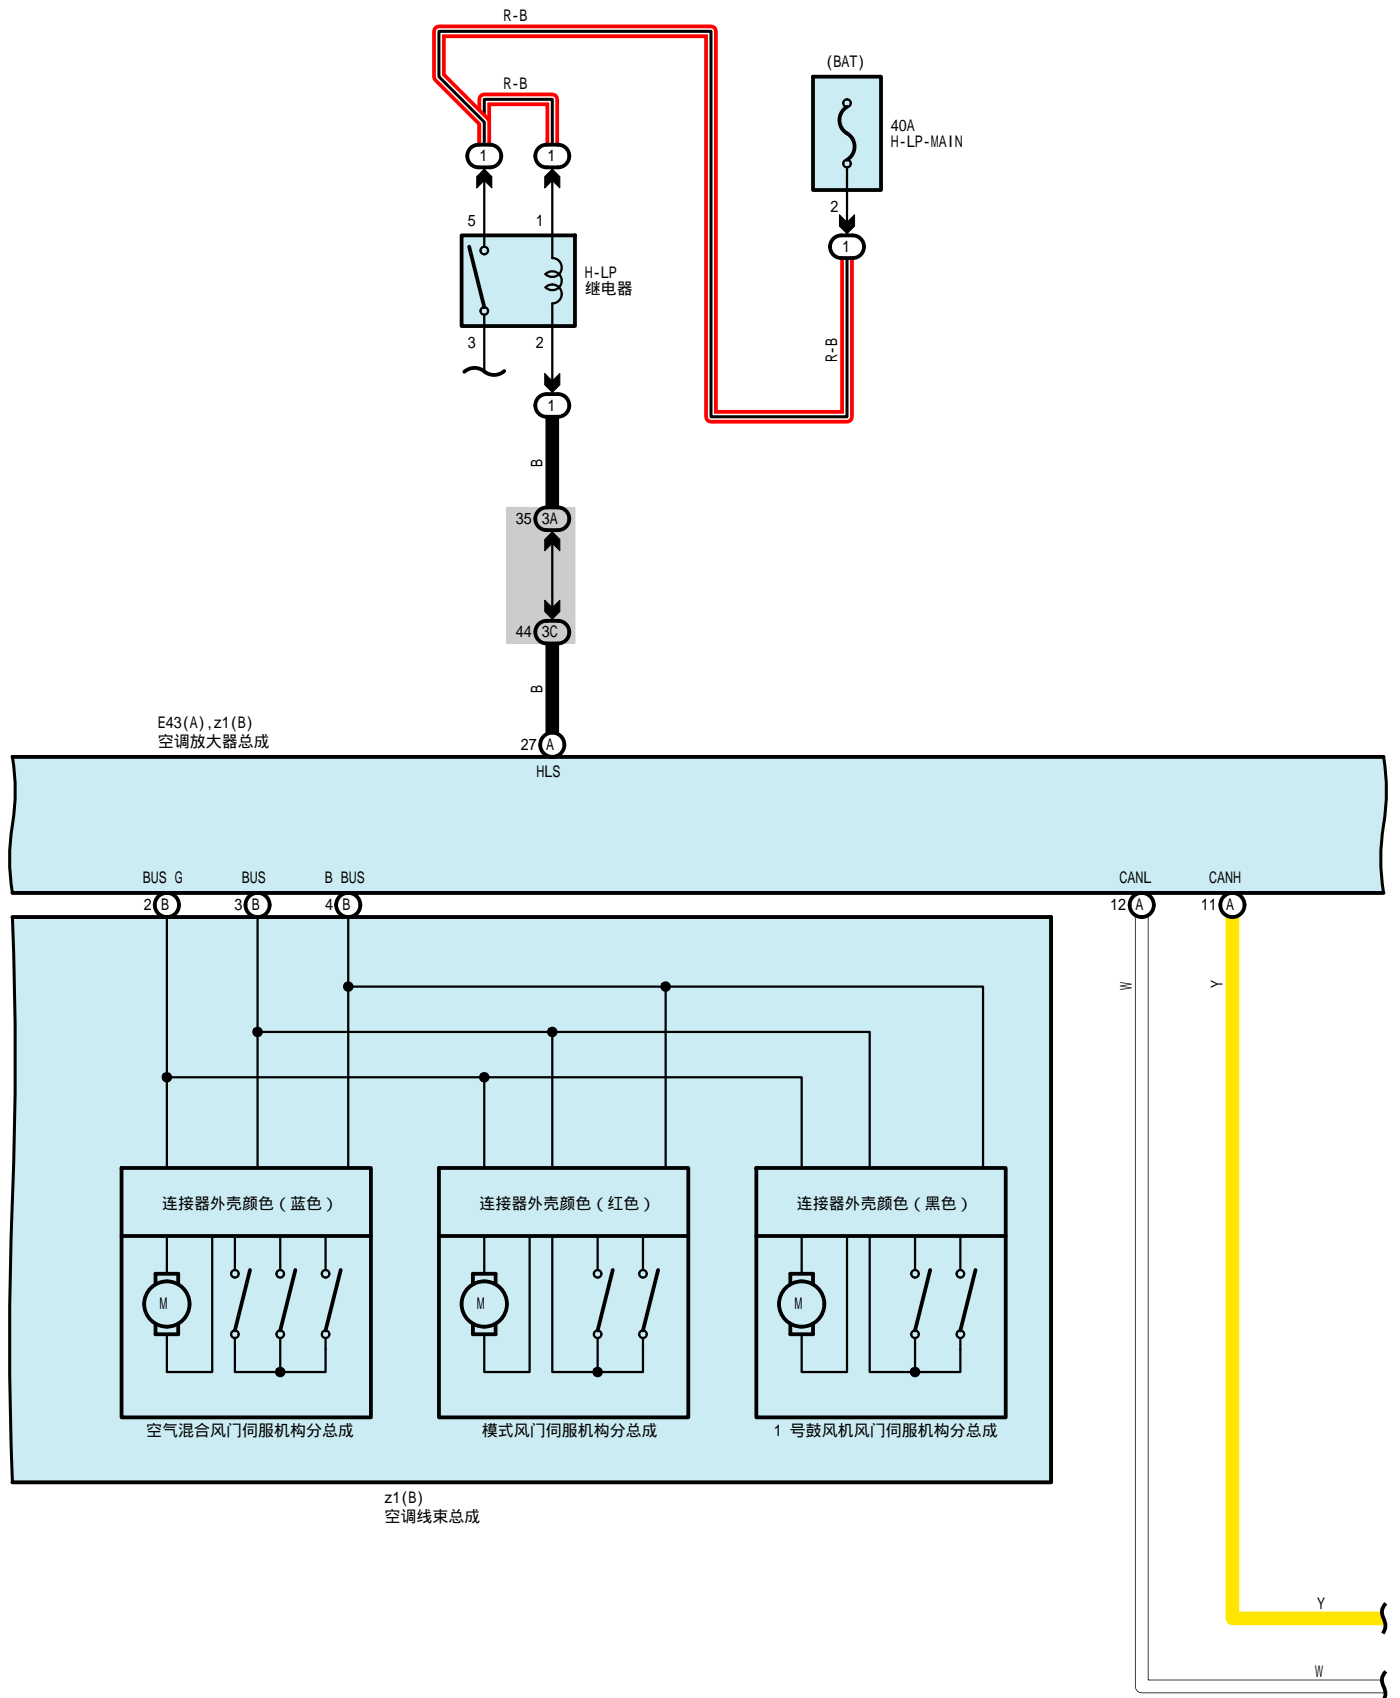 R-B
(BAT)
R-B
40A
H-LP-MAIN
1
1
2
5
1
1
H-LP
继电器
R-B
3
2
1
B
35
3A
44
3C
B
E43(A),z1(B)
空调放大器总成
27
A
HLS
BUS G
BUS
B BUS
CANL
CANH
2
B
3
B
4
B
12
A
11
A
W
Y
连接器外壳颜色（蓝色）
连接器外壳颜色（红色）
连接器外壳颜色（黑色）
M
M
M
空气混合风门伺服机构分总成
模式风门伺服机构分总成
1 号鼓风机风门伺服机构分总成
z1(B)
空调线束总成
Y
W